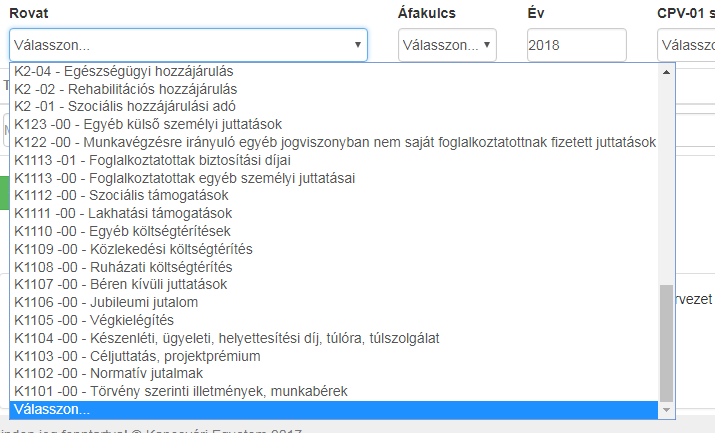 Rovat Áfakulcs Év CPV-01 s
Válasszon... Válasszon... 2018 Válasszo
K2-04 - Egészségügyi hozzájárulás
K2 -02 - Rehabilitációs hozzájárulás
K2 -01 - Szociális hozzájárulási adó
K123 -00 - Egyéb külső személyi juttatások
K122 -00 - Munkavégzésre irányuló egyéb jogviszonyban nem saját foglalkoztatottnak fizetett juttatások
K1113 -01 - Foglalkoztatottak biztosítási díjai
K1113 -00 - Foglalkoztatottak egyéb személyi juttatásai
K1112 -00 - Szociális támogatások
K1111 -00 - Lakhatási támogatások
K1110 -00 - Egyéb költségtérítések
K1109 -00 - Közlekedési költségtérítés
K1108 -00 - Ruházati költségtérítés
K1107 -00 - Béren kívüli juttatások
rvezet
K1106 -00 - Jubileumi jutalom
K1105 -00 - Végkielégítés
K1104 -00 - Készenléti, ügyeleti, helyettesítési díj, túlóra, túlszolgálat
K1103 -00 - Céljuttatás, projektprémium
K1102 -00 - Normatív jutalmak
K1101 -00 - Törvény szerinti illetmények, munkabérek
Válasszon...